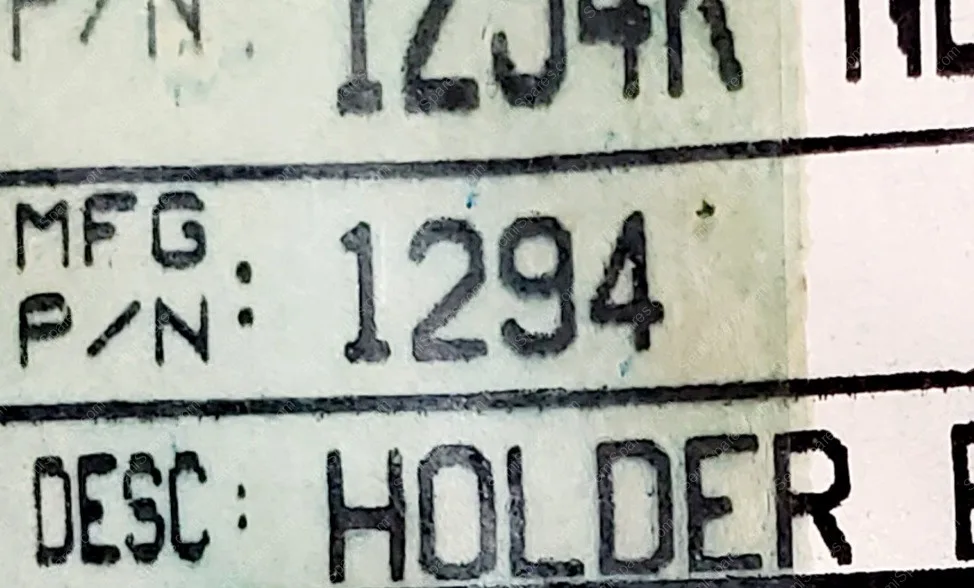 P/N :
MFG
P/N : 1294
DESC: HOLDER